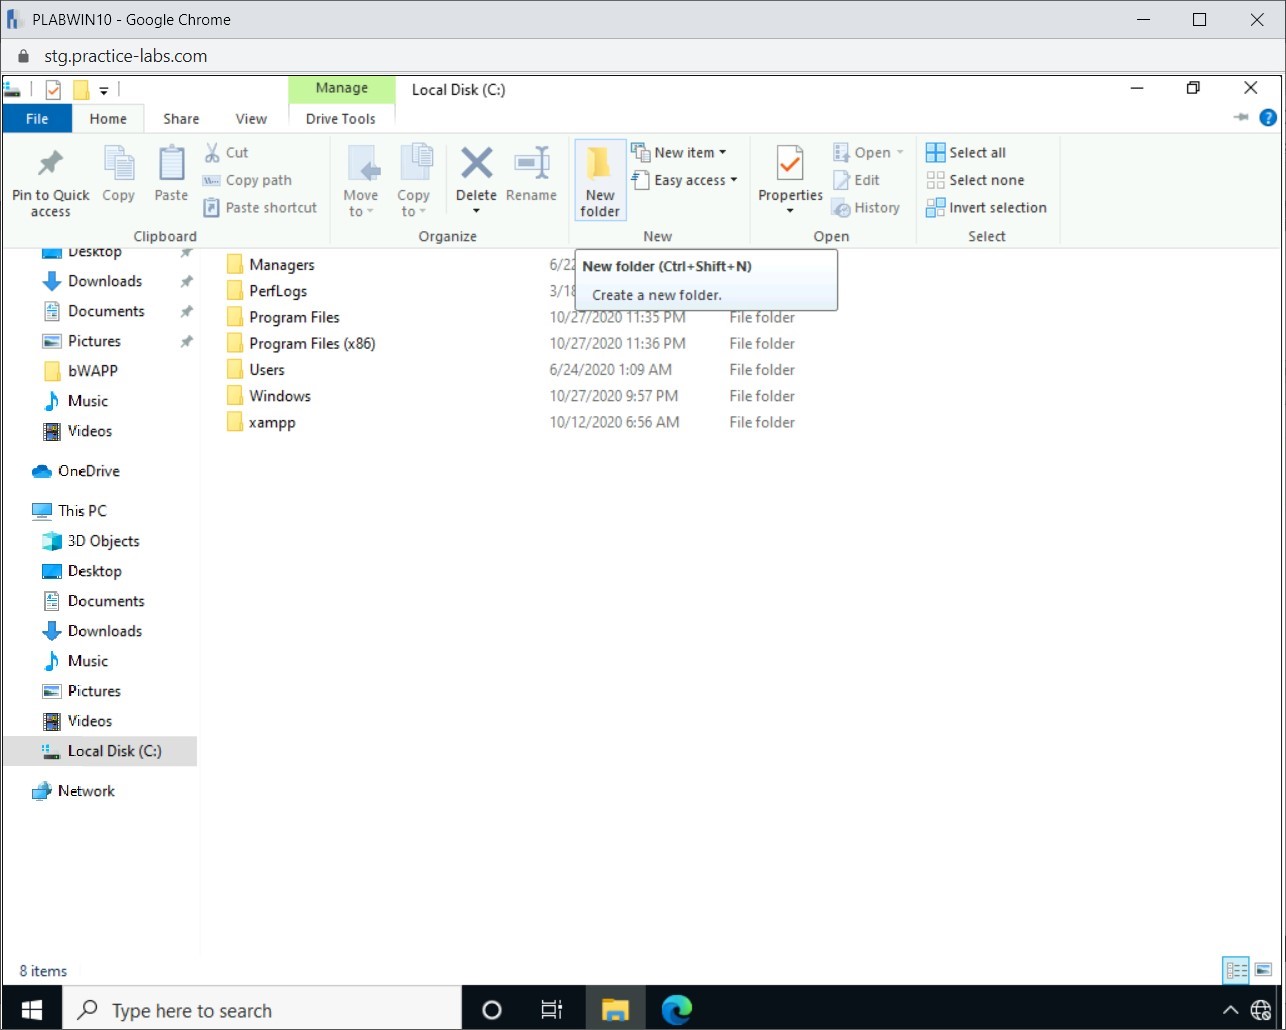 PLABWIN10 - Google Chrome
stg.practice-labs.com
Manage
Local Disk (C:)
File
Home
Share
View
Drive Tools
Pin to Quick access
Copy
Paste
Cut
Copy path
Paste shortcut
Move to
Copy to
Delete
Rename
New folder
New item
Easy access
Properties
Open
Edit
History
Select all
Select none
Invert selection
Clipboard
Organize
New
Open
Select
New folder (Ctrl+Shift+N)
Create a new folder.
Desktop
Downloads
Documents
Pictures
bWAPP
Music
Videos
OneDrive
This PC
3D Objects
Desktop
Documents
Downloads
Music
Pictures
Videos
Local Disk (C:)
Network
Managers 6/22
PerfLogs 3/18
Program Files 10/27/2020 11:35 PM File folder
Program Files (x86) 10/27/2020 11:36 PM File folder
Users 6/24/2020 1:09 AM File folder
Windows 10/27/2020 9:57 PM File folder
xampp 10/12/2020 6:56 AM File folder
8 items
Type here to search